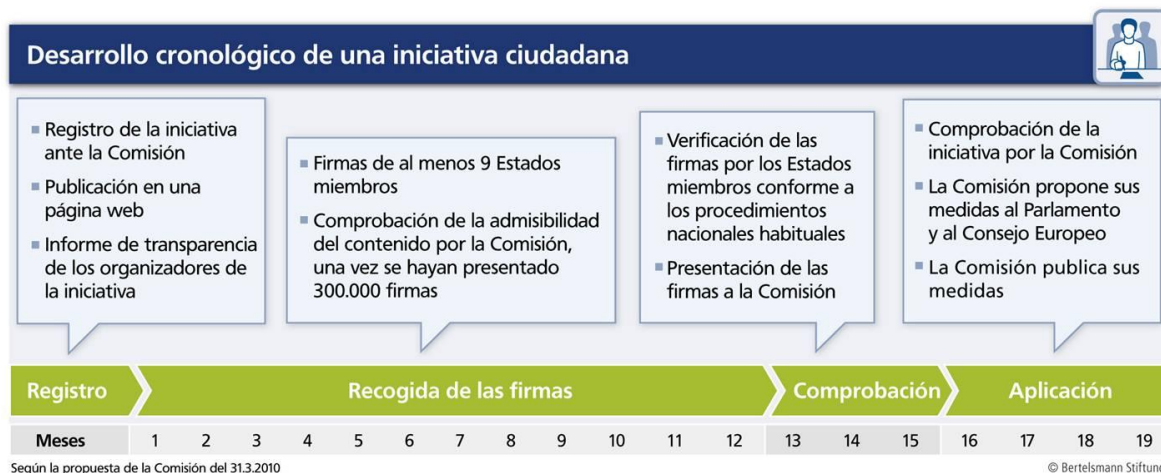 Desarrollo cronológico de una iniciativa ciudadana
▪ Registro de la iniciativa
ante la Comisión
▪ Publicación en una
página web
▪ Informe de transparencia
de los organizadores de
la iniciativa
▪ Firmas de al menos 9 Estados
miembros
▪ Comprobación de la admisibilidad
del contenido por la Comisión,
una vez se hayan presentado
300.000 firmas
▪ Verificación de las
firmas por los Estados
miembros conforme a
los procedimientos
nacionales habituales
▪ Presentación de las
firmas a la Comisión
▪ Comprobación de la
iniciativa por la Comisión
▪ La Comisión propone sus
medidas al Parlamento
y al Consejo Europeo
▪ La Comisión publica sus
medidas
Registro Recogida de las firmas Comprobación Aplicación
Meses 1 2 3 4 5 6 7 8 9 10 11 12 13 14 15 16 17 18 19
Según la propuesta de la Comisión del 31.3.2010 © Bertelsmann Stiftung